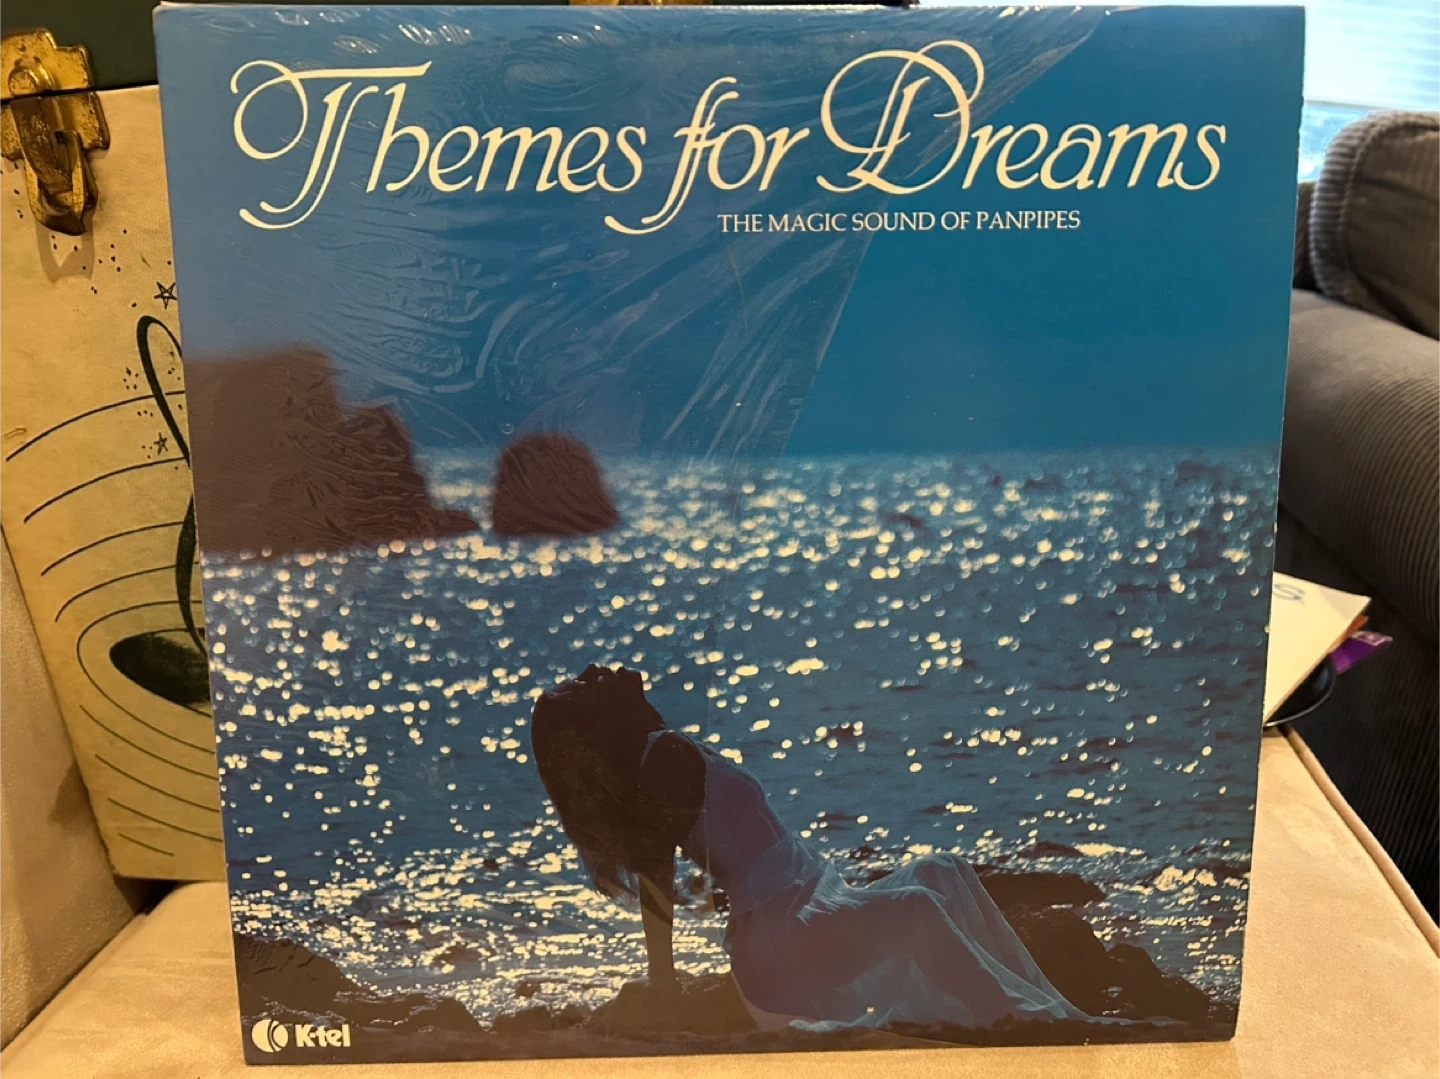 Themes for Dreams
THE MAGIC SOUND OF PANPIPES
K-tel